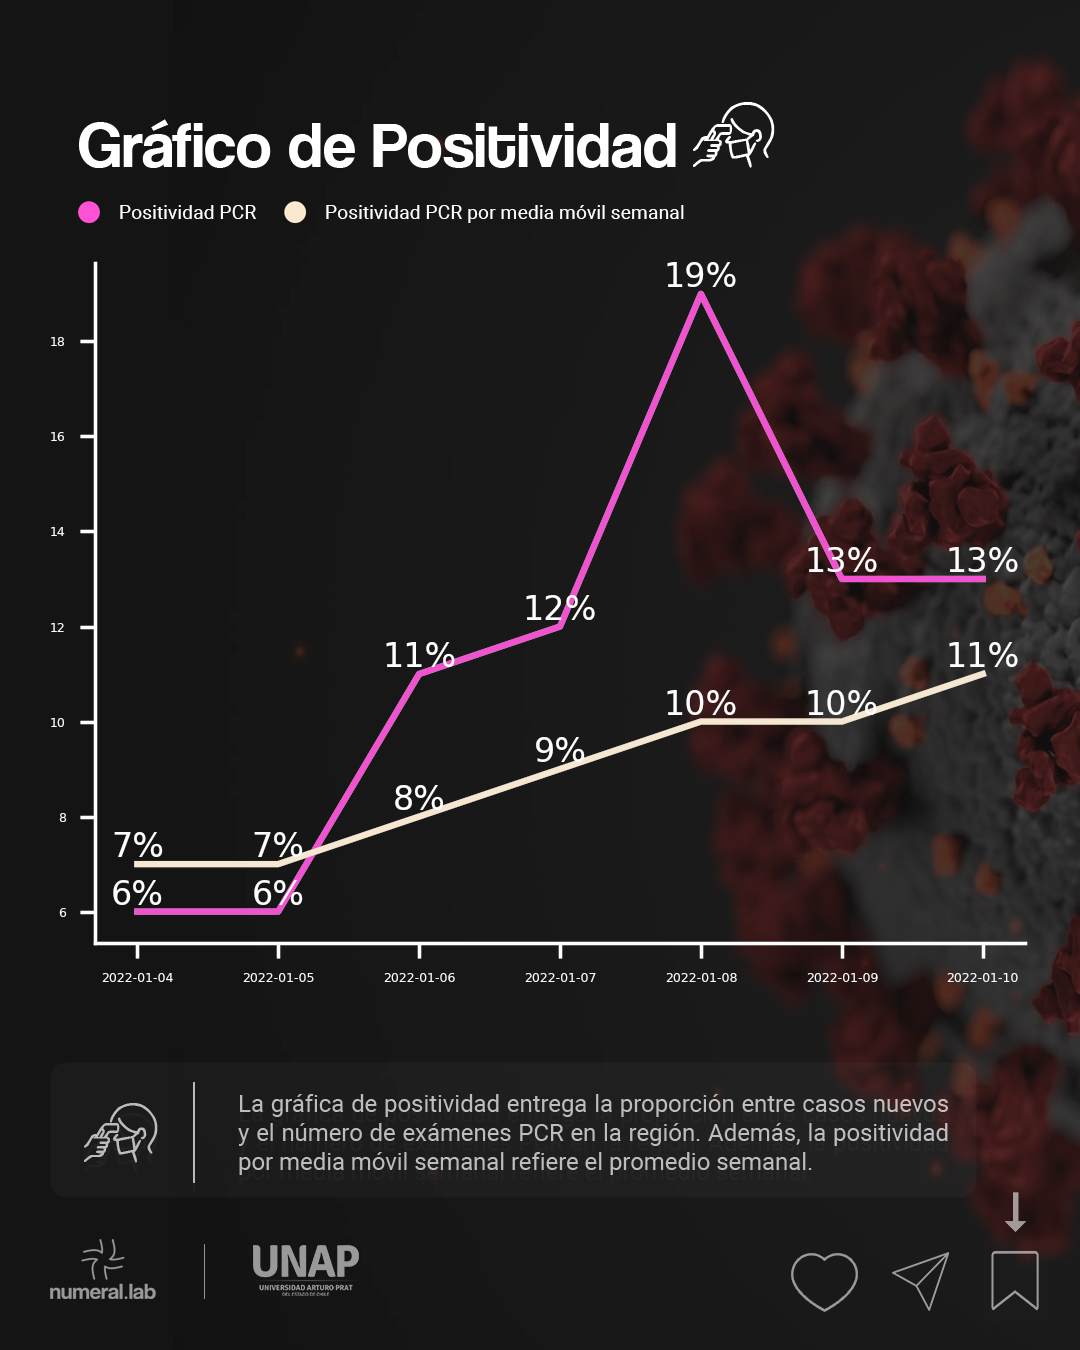 Gráfico de Positividad
Positividad PCR
Positividad PCR por media móvil semanal
19%
18
16
14
13% 13%
12%
12
11% 11%
10% 10%
10
9%
8%
8
7% 7%
6% 6%
6
2022-01-04 2022-01-05 2022-01-06 2022-01-07 2022-01-08 2022-01-09 2022-01-10
La gráfica de positividad entrega la proporción entre casos nuevos
y el número de exámenes PCR en la región. Además, la positividad
por media móvil semanal refiere el promedio semanal.
numeral.lab
UNAP
UNIVERSIDAD ARTURO PRAT
DEL ESTADO DE CHILE